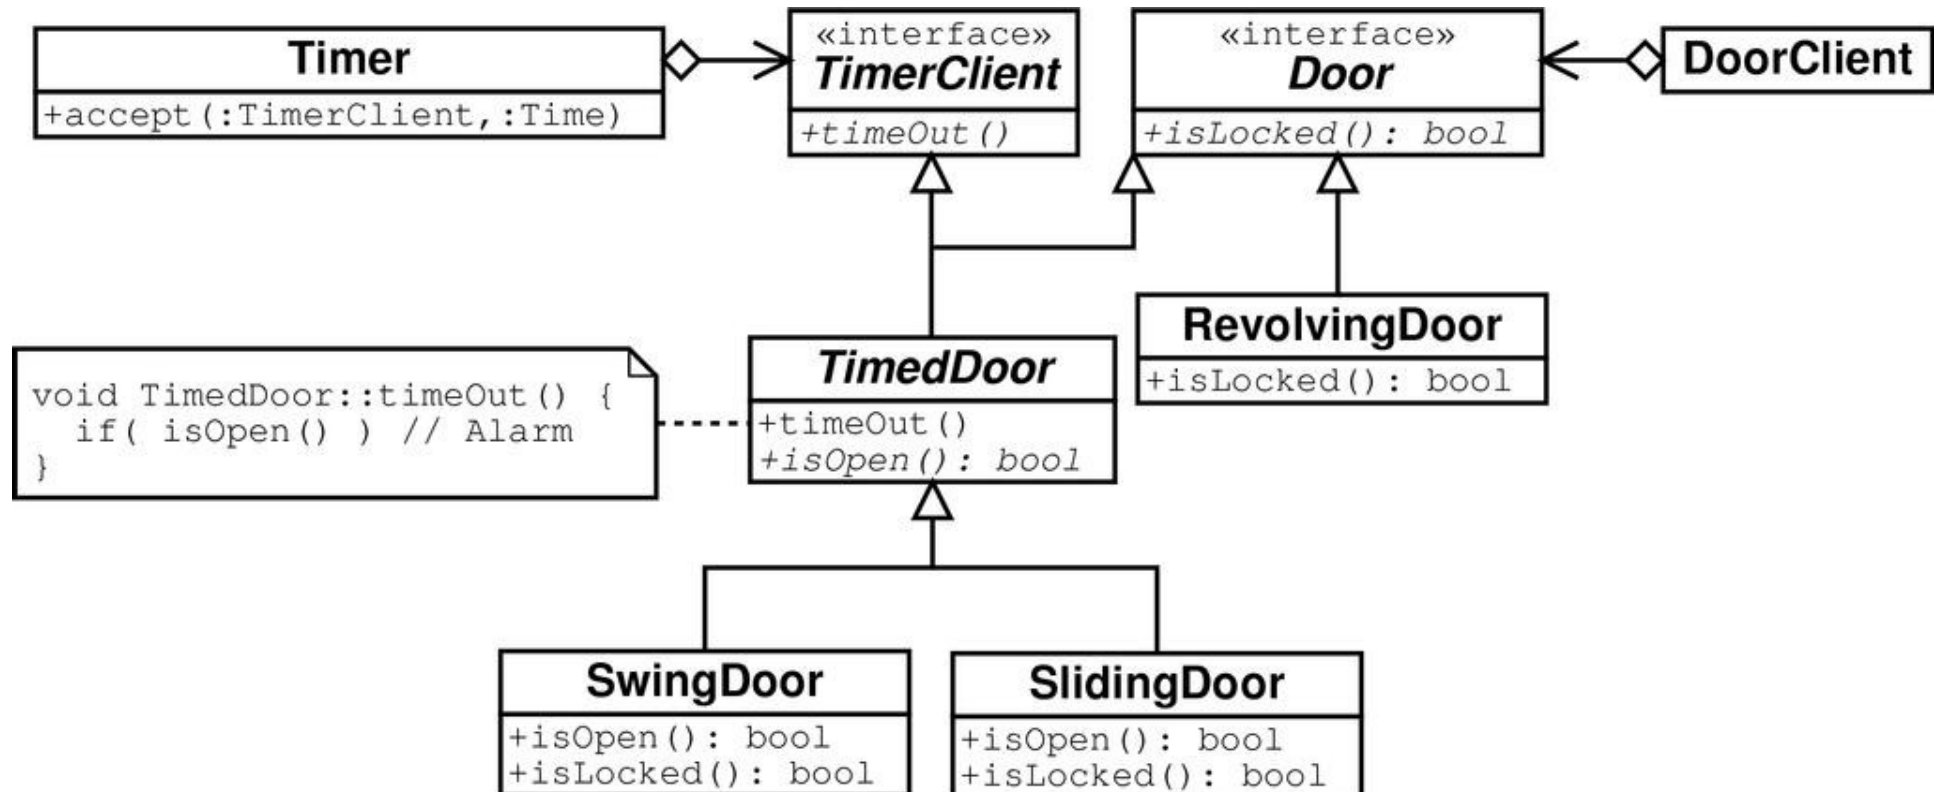 Timer
+accept(:TimerClient,:Time)
«interface»
TimerClient
+timeOut()
«interface»
Door
+isLocked(): bool
DoorClient
RevolvingDoor
+isLocked(): bool
void TimedDoor::timeOut() {
if( isOpen() ) // Alarm
}
TimedDoor
+timeOut()
+isOpen(): bool
SwingDoor
+isOpen(): bool
+isLocked(): bool
SlidingDoor
+isOpen(): bool
+isLocked(): bool